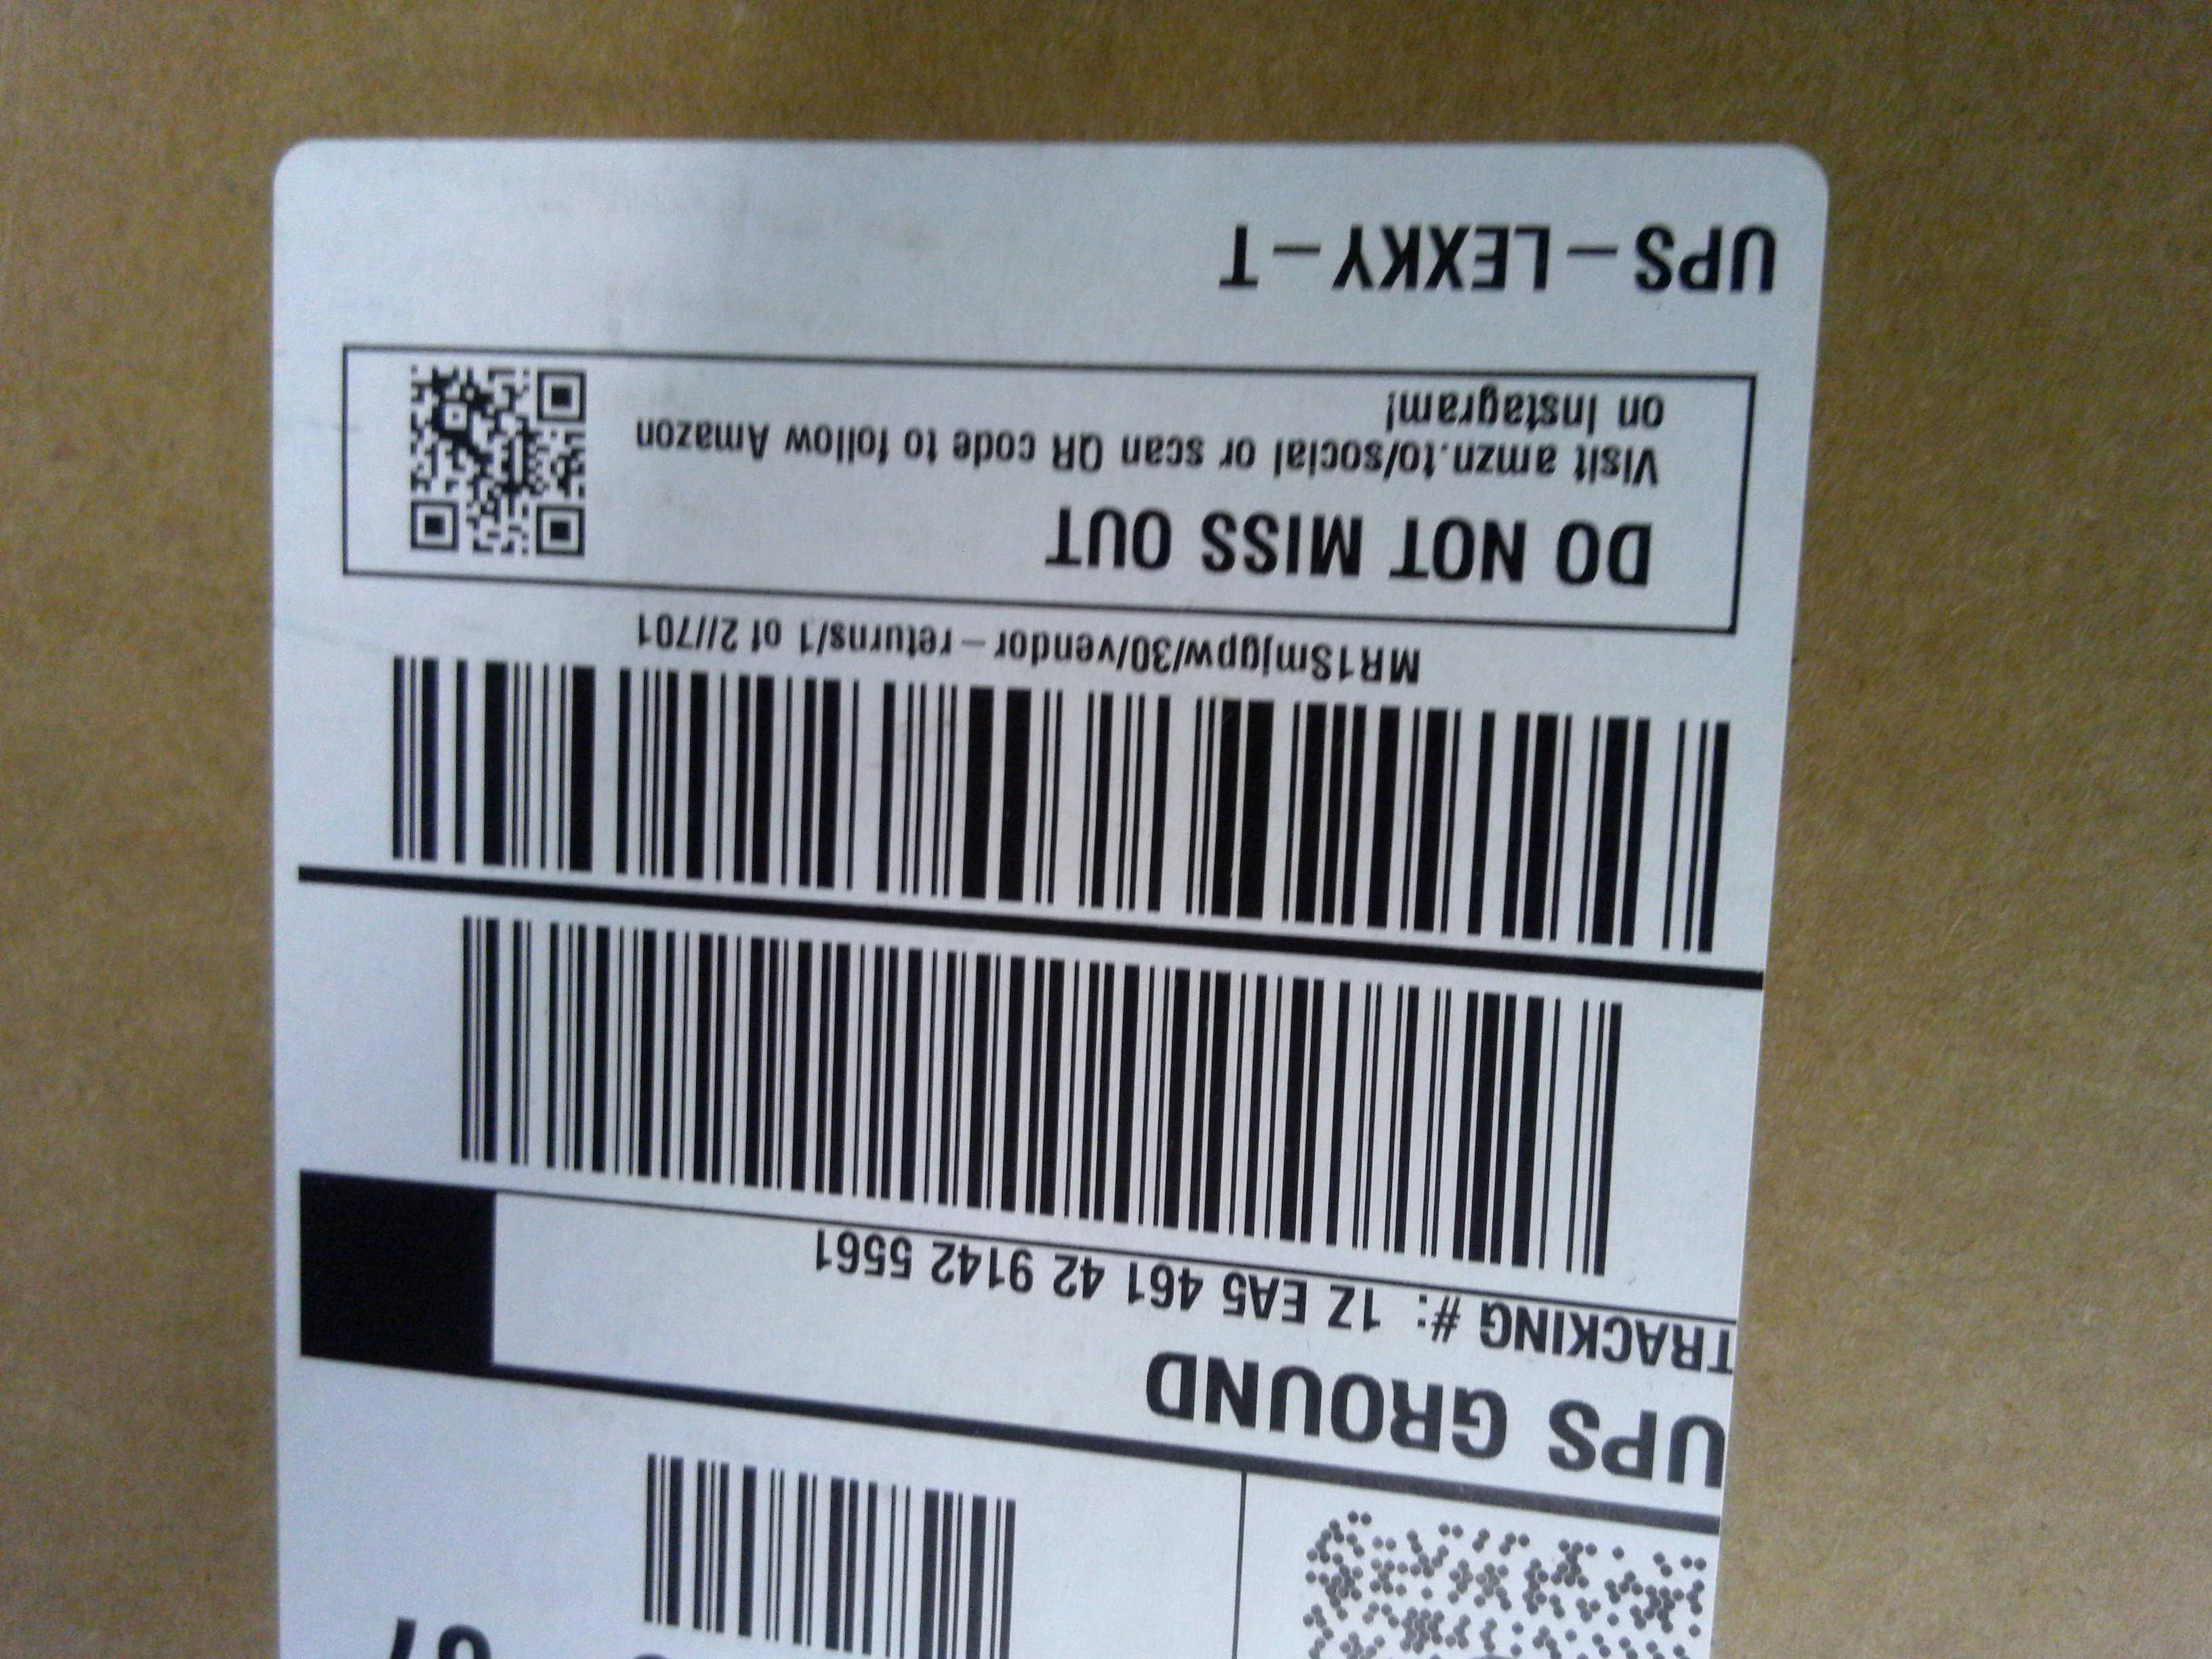 UPS GROUND
TRACKING #: 1Z EA5 461 42 9142 5561
MR1Smjgpw/30/vendor-returns/1 of 2//701
DO NOT MISS OUT
Visit amzn.to/social or scan QR code to follow Amazon
on Instagram!
UPS-LEXKY-T